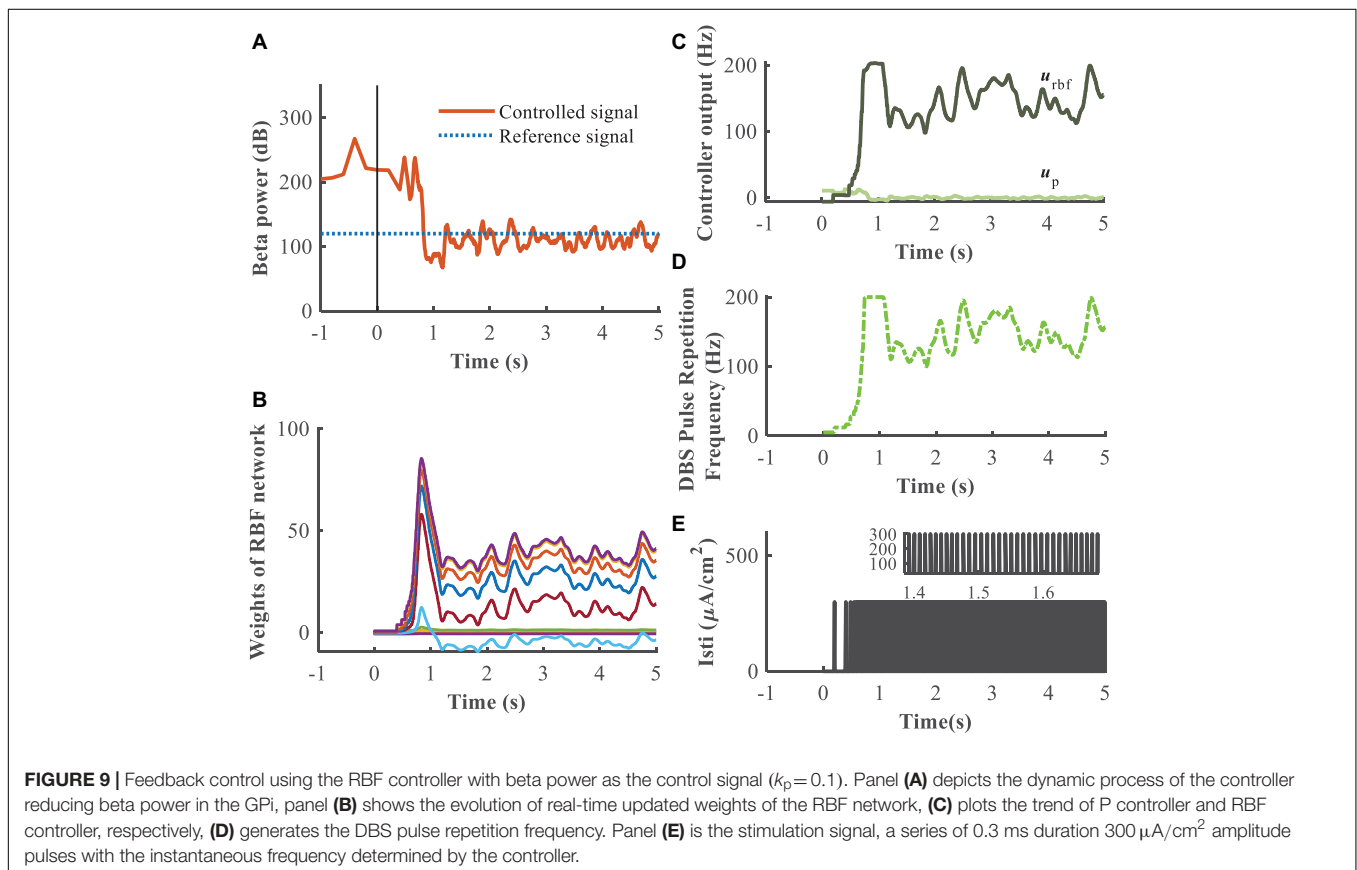 A
Beta power (dB)
300
200
100
0
-1 0 1 2 3 4 5
Time (s)
Controlled signal
Reference signal
B
Weights of RBF network
100
50
0
-1 0 1 2 3 4 5
Time (s)
C
Controller output (Hz)
200
100
0
-1 0 1 2 3 4 5
Time (s)
u_rbf
u_p
D
DBS Pulse Repetition
Frequency (Hz)
200
100
0
-1 0 1 2 3 4 5
Time (s)
E
Isti (μA/cm²)
500
0
300
200
100
1.4 1.5 1.6
-1 0 1 2 3 4 5
Time(s)
FIGURE 9 | Feedback control using the RBF controller with beta power as the control signal (k_p = 0.1). Panel (A) depicts the dynamic process of the controller
reducing beta power in the GPi, panel (B) shows the evolution of real-time updated weights of the RBF network, (C) plots the trend of P controller and RBF
controller, respectively, (D) generates the DBS pulse repetition frequency. Panel (E) is the stimulation signal, a series of 0.3 ms duration 300 μA/cm² amplitude
pulses with the instantaneous frequency determined by the controller.